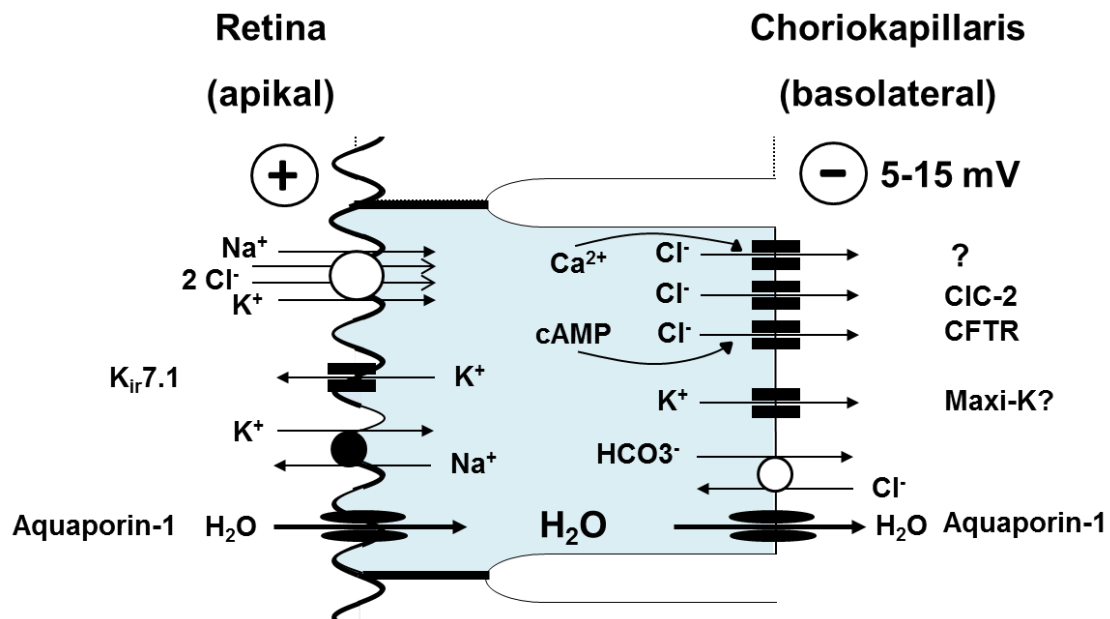 Retina
(apikal)
Choriokapillaris
(basolateral)
+
- 5-15 mV
Na⁺
2 Cl⁻
K⁺
Ca²⁺
Cl⁻
?
Cl⁻
ClC-2
cAMP
Cl⁻
CFTR
Kir7.1
K⁺
K⁺
Maxi-K?
K⁺
Na⁺
HCO3⁻
Cl⁻
Aquaporin-1 H₂O
H₂O
H₂O Aquaporin-1